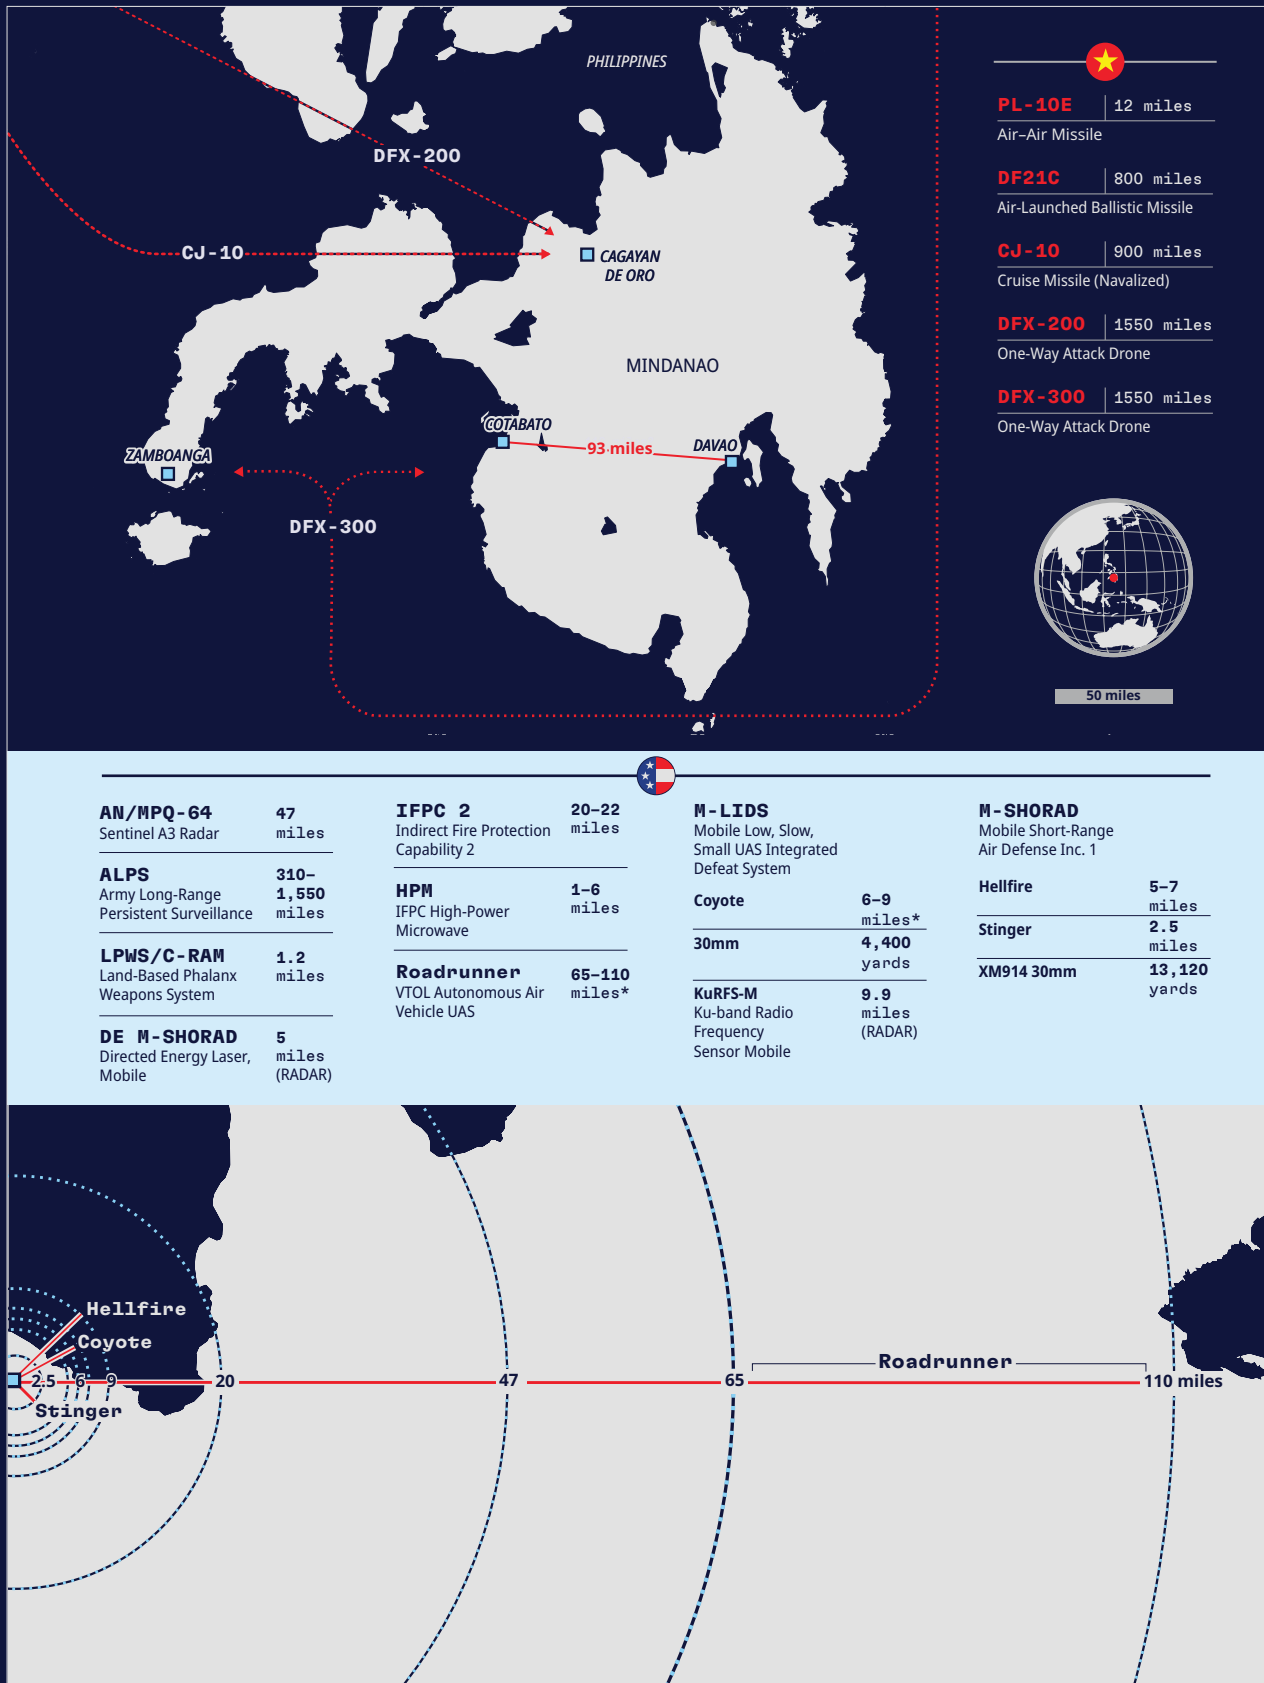 PHILIPPINES
DFX-200
CJ-10
CAGAYAN
DE ORO
MINDANAO
COTABATO
93 miles
DAVAO
ZAMBOANGA
DFX-300
PL-10E
12 miles
Air–Air Missile
DF21C
800 miles
Air-Launched Ballistic Missile
CJ-10
900 miles
Cruise Missile (Navalized)
DFX-200
1550 miles
One-Way Attack Drone
DFX-300
1550 miles
One-Way Attack Drone
50 miles
AN/MPQ-64
Sentinel A3 Radar
47
miles
ALPS
Army Long-Range
Persistent Surveillance
310–
1,550
miles
LPWS/C-RAM
Land-Based Phalanx
Weapons System
1.2
miles
DE M-SHORAD
Directed Energy Laser,
Mobile
5
miles
(RADAR)
IFPC 2
Indirect Fire Protection
Capability 2
20–22
miles
HPM
IFPC High-Power
Microwave
1–6
miles
Roadrunner
VTOL Autonomous Air
Vehicle UAS
65–110
miles*
M-LIDS
Mobile Low, Slow,
Small UAS Integrated
Defeat System
Coyote
6–9
miles*
30mm
4,400
yards
KuRFS-M
Ku-band Radio
Frequency
Sensor Mobile
9.9
miles
(RADAR)
M-SHORAD
Mobile Short-Range
Air Defense Inc. 1
Hellfire
5–7
miles
Stinger
2.5
miles
XM914 30mm
13,120
yards
Hellfire
Coyote
2.5
6
9
20
47
65
Roadrunner
110 miles
Stinger